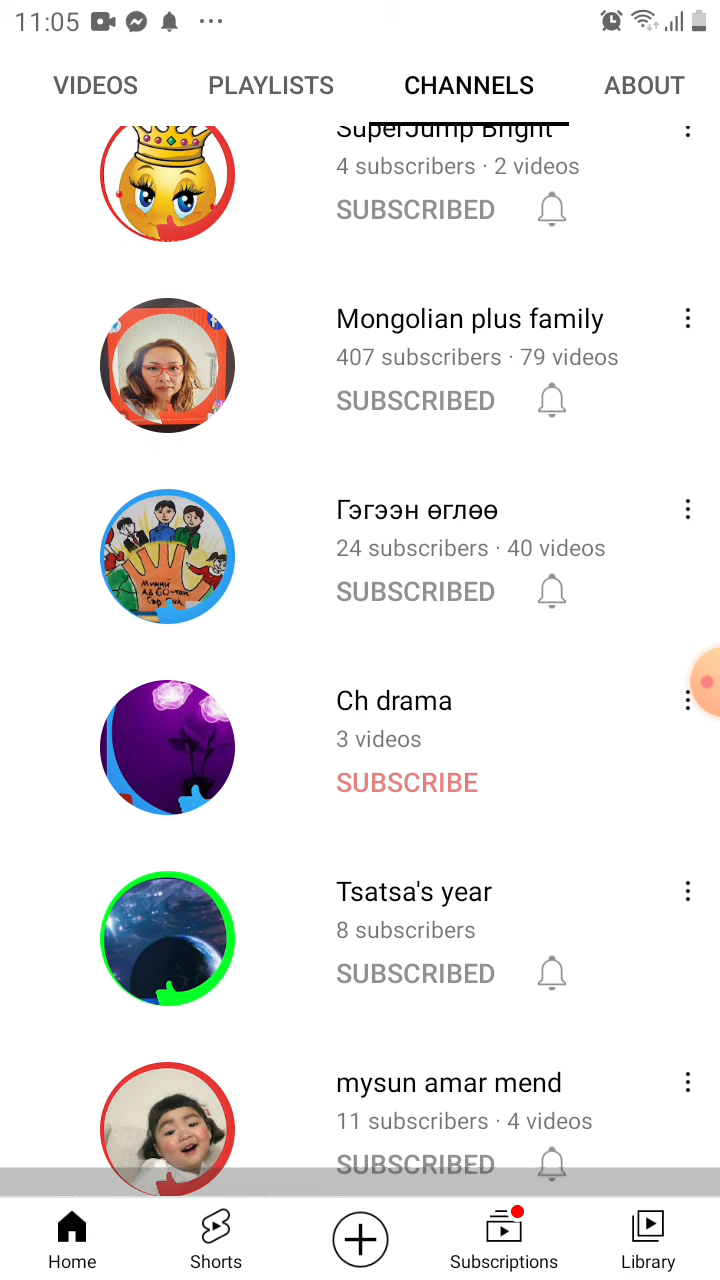 11:05
VIDEOS PLAYLISTS CHANNELS ABOUT
SuperJump Bright
4 subscribers · 2 videos
SUBSCRIBED
Mongolian plus family
407 subscribers · 79 videos
SUBSCRIBED
Гэгээн өглөө
24 subscribers · 40 videos
SUBSCRIBED
Ch drama
3 videos
SUBSCRIBE
Tsatsa's year
8 subscribers
SUBSCRIBED
mysun amar mend
11 subscribers · 4 videos
SUBSCRIBED
Home Shorts Subscriptions Library